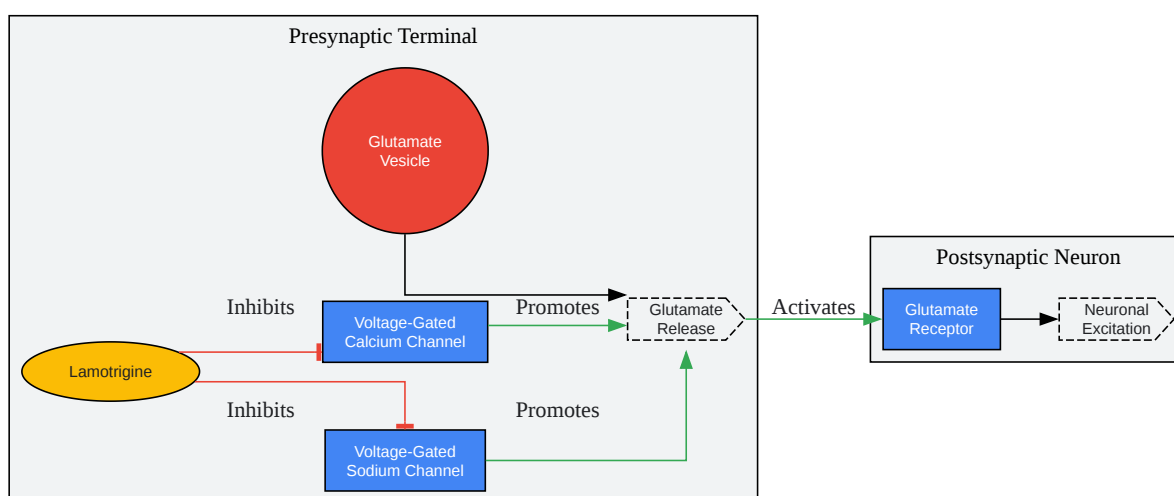 Presynaptic Terminal
Glutamate
Vesicle
Inhibits
Voltage-Gated
Calcium Channel
Promotes
Glutamate
Release
Activates
Postsynaptic Neuron
Glutamate
Receptor
Neuronal
Excitation
Lamotrigine
Inhibits
Promotes
Voltage-Gated
Sodium Channel